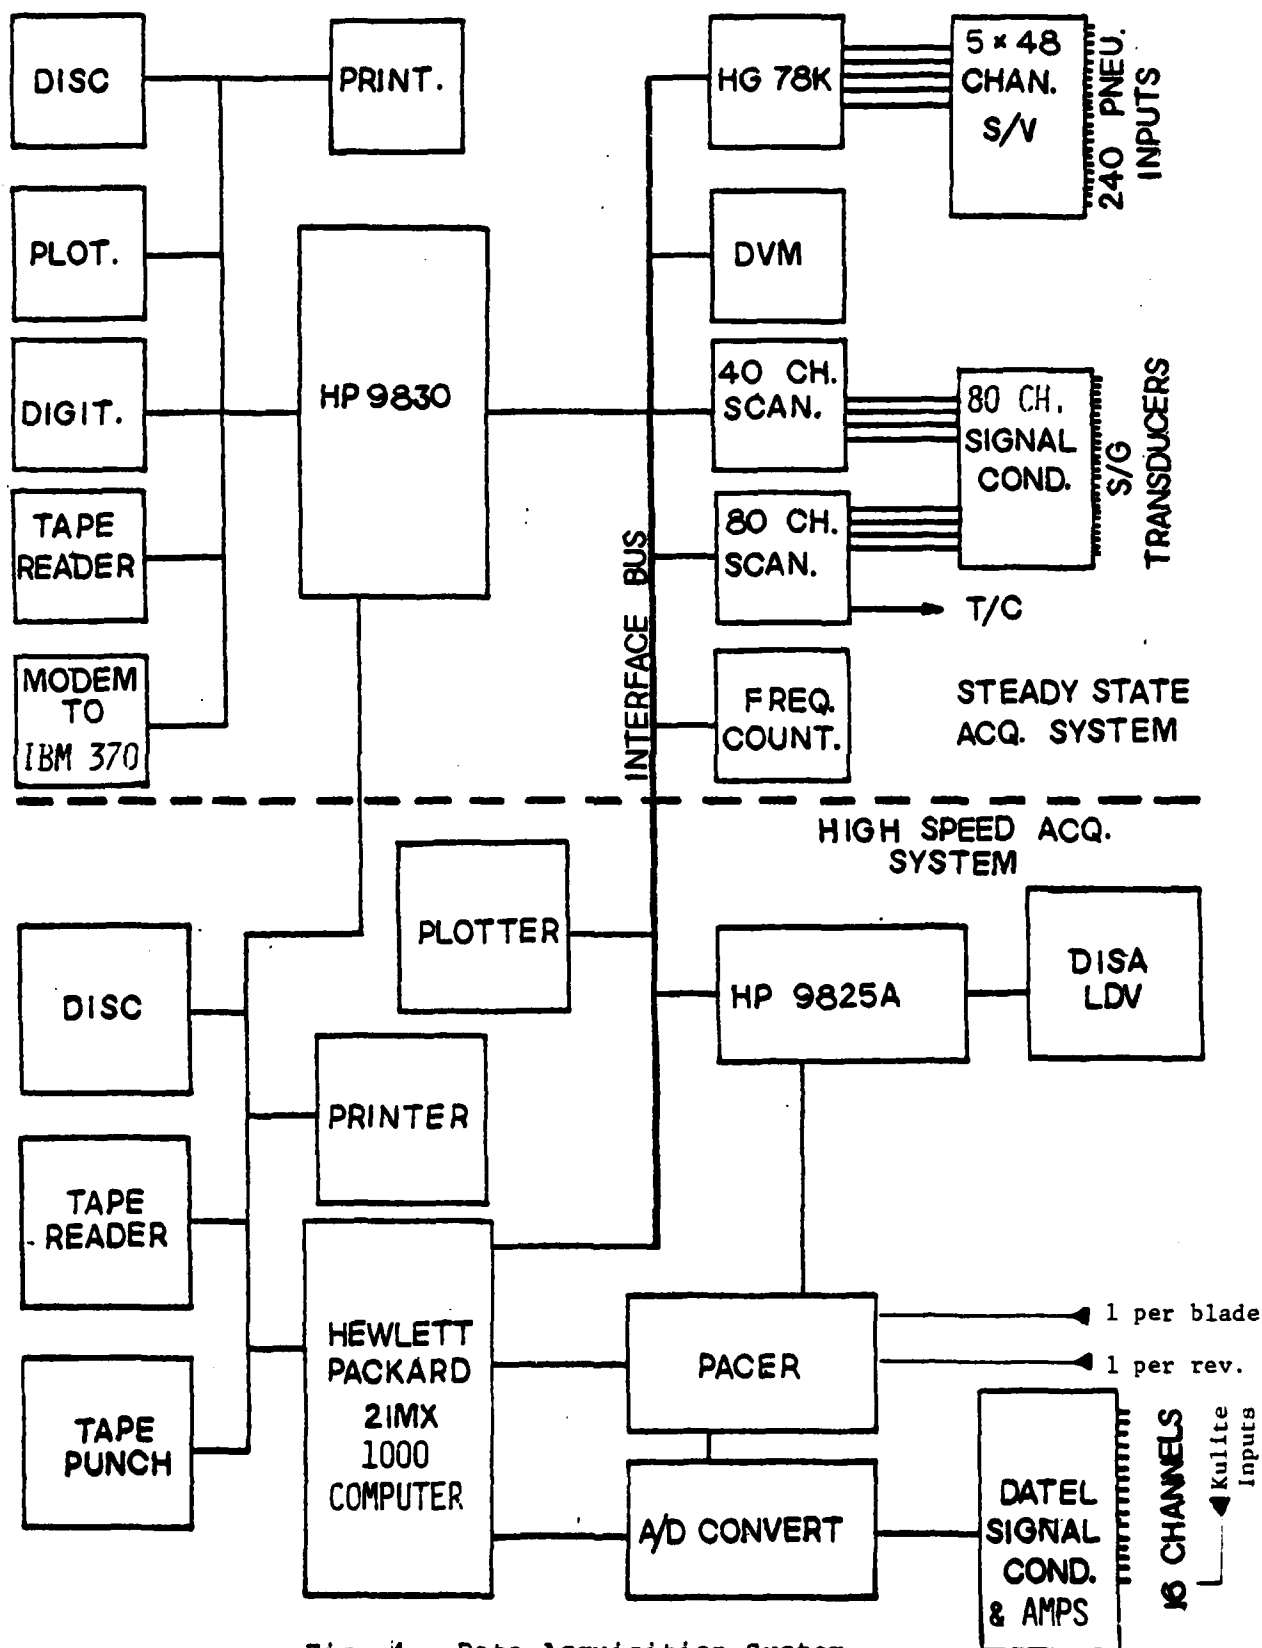 DISC
PRINT.
HG 78K
5 × 48
CHAN.
S/V
240 PNEU.
INPUTS
PLOT.
DVM
HP 9830
DIGIT.
40 CH.
SCAN.
80 CH.
SIGNAL
COND.
S/G
TRANSDUCERS
TAPE
READER
80 CH.
SCAN.
T/C
INTERFACE BUS
MODEM
TO
IBM 370
FREQ.
COUNT.
STEADY STATE
ACQ. SYSTEM
HIGH SPEED ACQ.
SYSTEM
PLOTTER
DISC
HP 9825A
DISA
LDV
PRINTER
TAPE
READER
HEWLETT
PACKARD
21MX
1000
COMPUTER
PACER
1 per blade
1 per rev.
TAPE
PUNCH
A/D CONVERT
DATEL
SIGNAL
COND.
& AMPS
16 CHANNELS
Kulite
Inputs
Fig. 4 Data Acquisition System